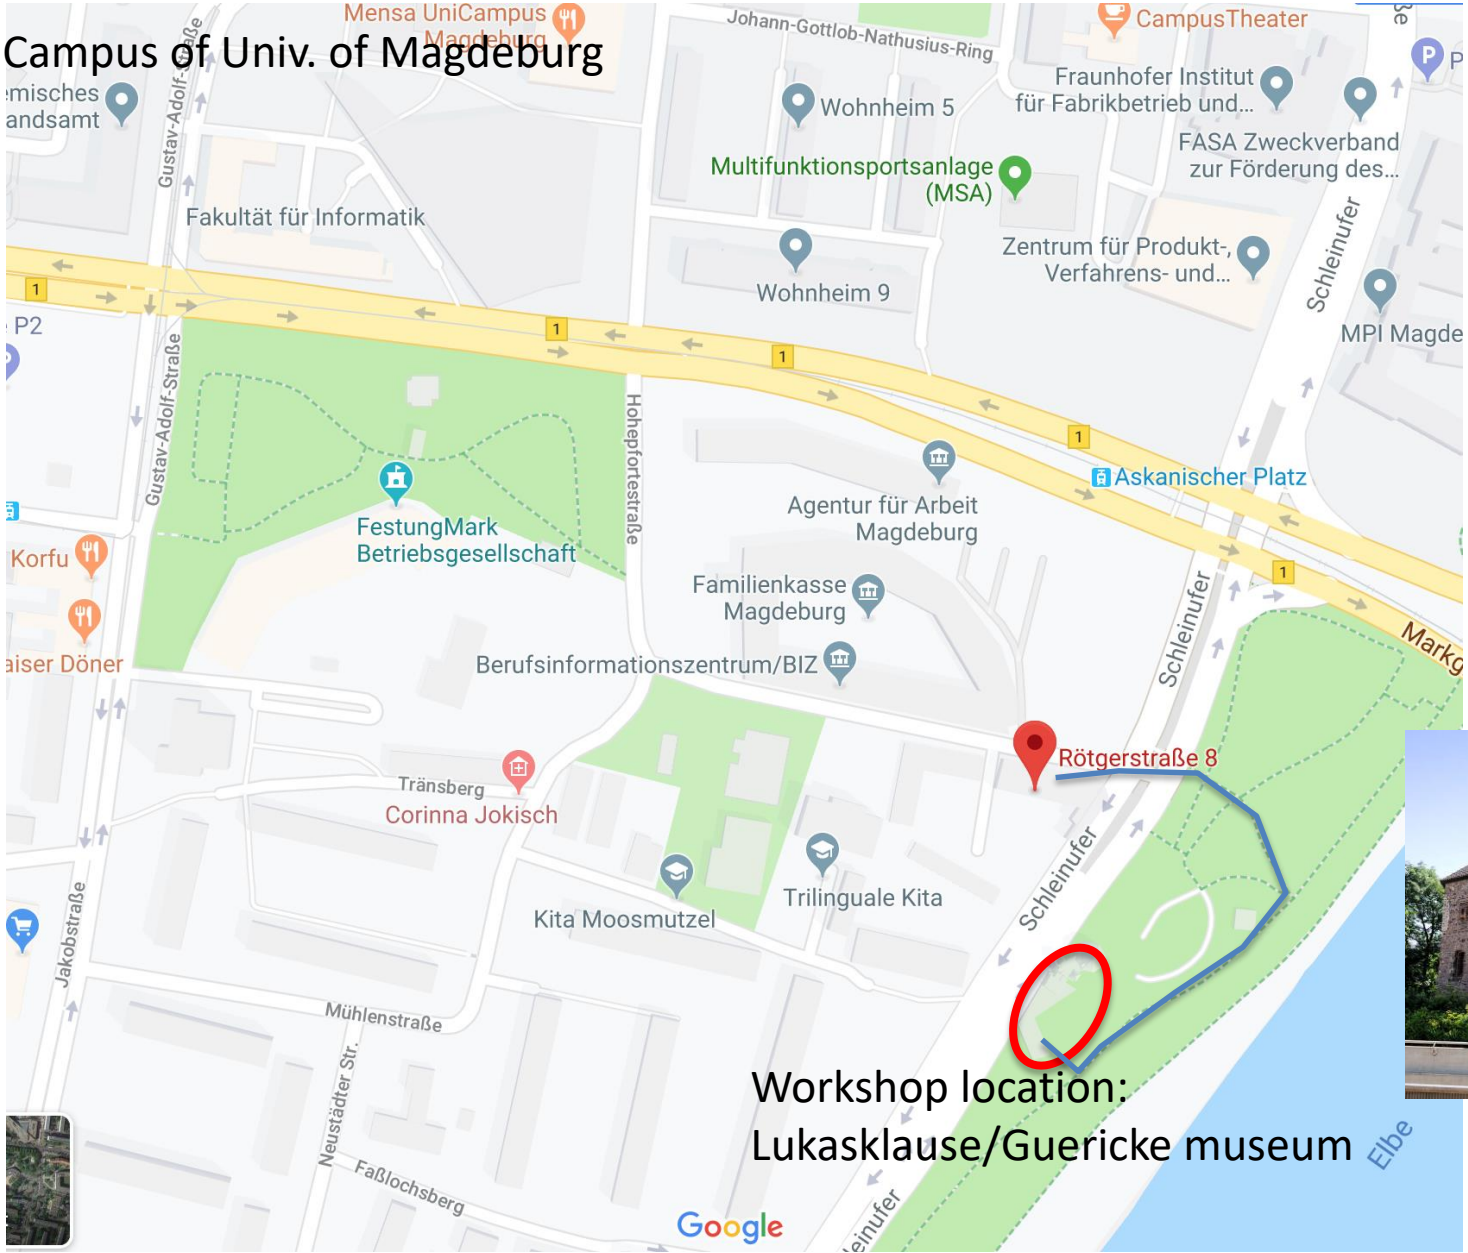 Campus of Univ. of Magdeburg
Mensa UniCampus
Magdeburg
Johann-Gottlob-Nathusius-Ring
CampusTheater
P
emisches
andsamt
Gustav-Adolf-Straße
Wohnheim 5
Fraunhofer Institut
für Fabrikbetrieb und...
FASA Zweckverband
zur Förderung des...
Multifunktionsportsanlage
(MSA)
Fakultät für Informatik
Zentrum für Produkt-,
Verfahrens- und...
Schleinufer
Wohnheim 9
MPI Magde
1
P2
1
1
Gustav-Adolf-Straße
Hohepfortestraße
1
Askanischer Platz
Agentur für Arbeit
Magdeburg
FestungMark
Betriebsgesellschaft
Korfu
1
Familienkasse
Magdeburg
Schleinufer
Markg
aiser Döner
Berufsinformationszentrum/BIZ
Rötgerstraße 8
Tränsberg
Corinna Jokisch
Schleinufer
Trilinguale Kita
Kita Moosmutzel
Jakobstraße
Mühlenstraße
Neustädter Str.
Workshop location:
Lukasklause/Guericke museum
Elbe
Faßlochsberg
Google
leinufer